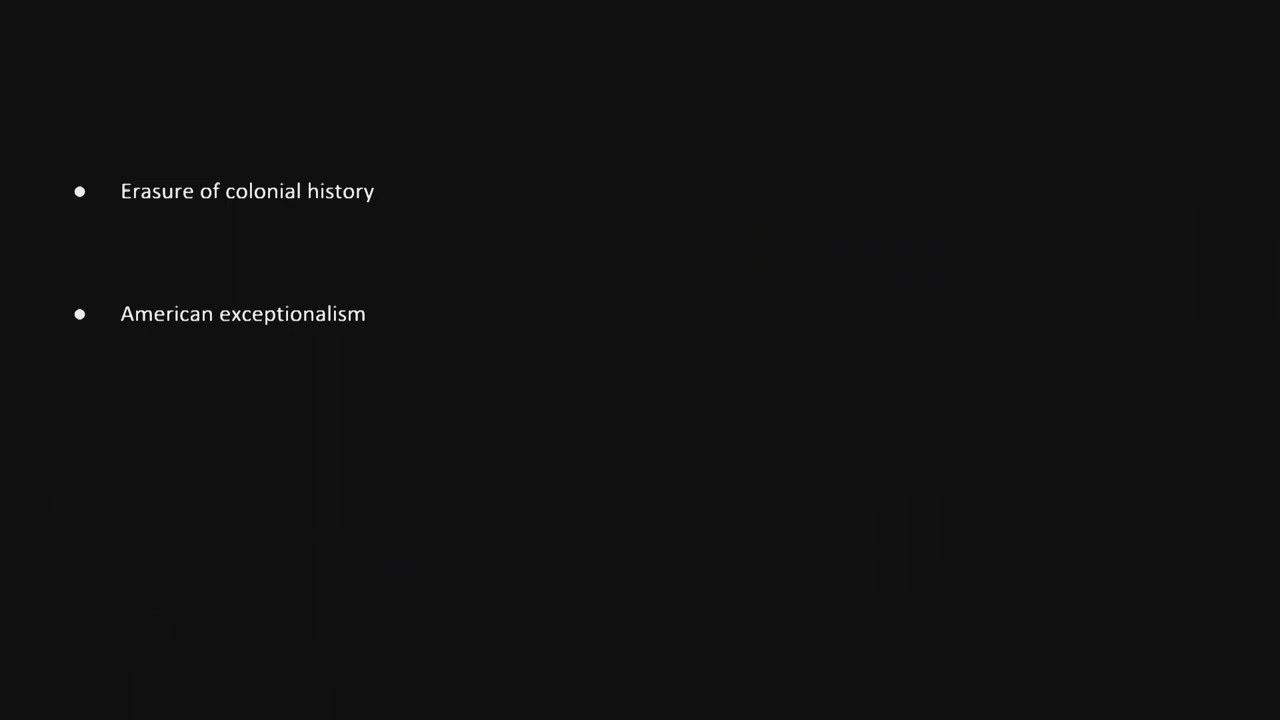 ● Erasure of colonial history
● American exceptionalism